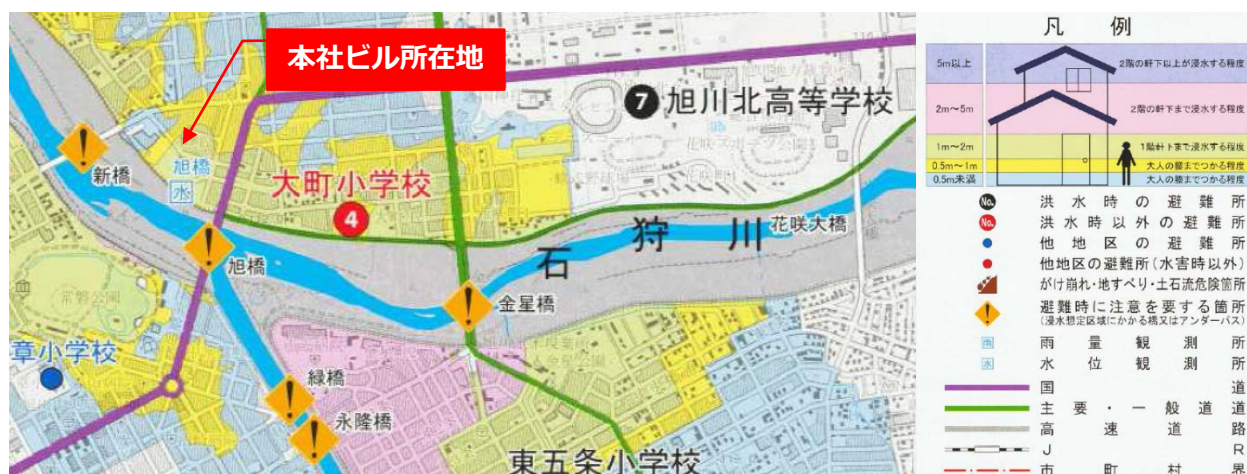 本社ビル所在地
7 旭川北高等学校
新橋
旭橋
水
大町小学校
4
石狩川
花咲大橋
旭橋
金星橋
常磐公園
章小学校
緑橋
永隆橋
東五条小学校
凡 例
5m以上 2階の軒下以上が浸水する程度
2m〜5m 2階の軒下まで浸水する程度
1m〜2m 1階軒下まで浸水する程度
0.5m〜1m 大人の腰までつかる程度
0.5m未満 大人の膝までつかる程度
No. 洪水時の避難所
No. 洪水時以外の避難所
他地区の避難所
他地区の避難所(水害時以外)
がけ崩れ・地すべり・土石流危険箇所
避難時に注意を要する箇所
(浸水想定区域にかかる橋又はアンダーパス)
雨 雨量観測所
水 水位観測所
国道
主要・一般道道
高速道路
JR
市町村界